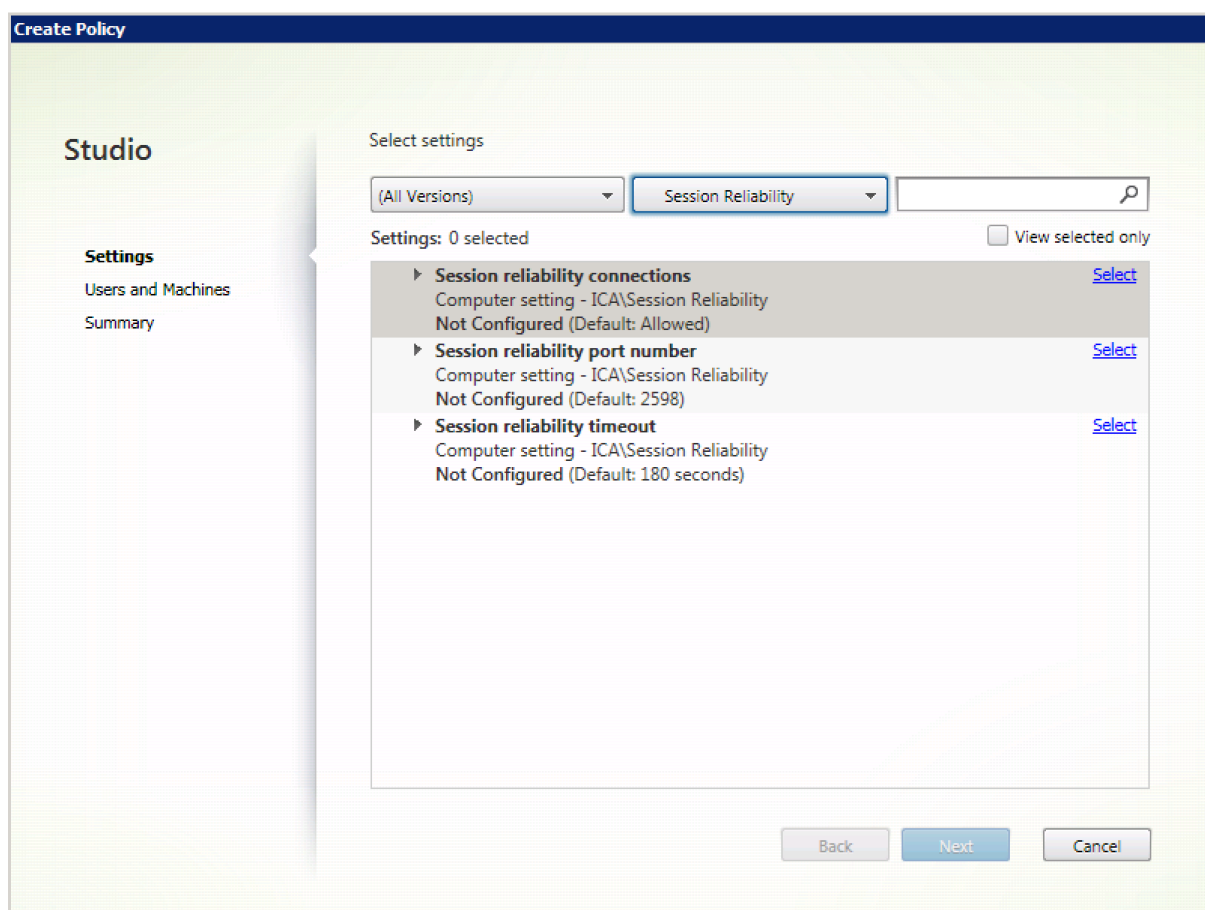 Create Policy
Studio
Select settings
(All Versions)
Session Reliability
Settings: 0 selected
View selected only
Settings
Users and Machines
Summary
Session reliability connections
Select
Computer setting - ICA\Session Reliability
Not Configured (Default: Allowed)
Session reliability port number
Select
Computer setting - ICA\Session Reliability
Not Configured (Default: 2598)
Session reliability timeout
Select
Computer setting - ICA\Session Reliability
Not Configured (Default: 180 seconds)
Back
Next
Cancel